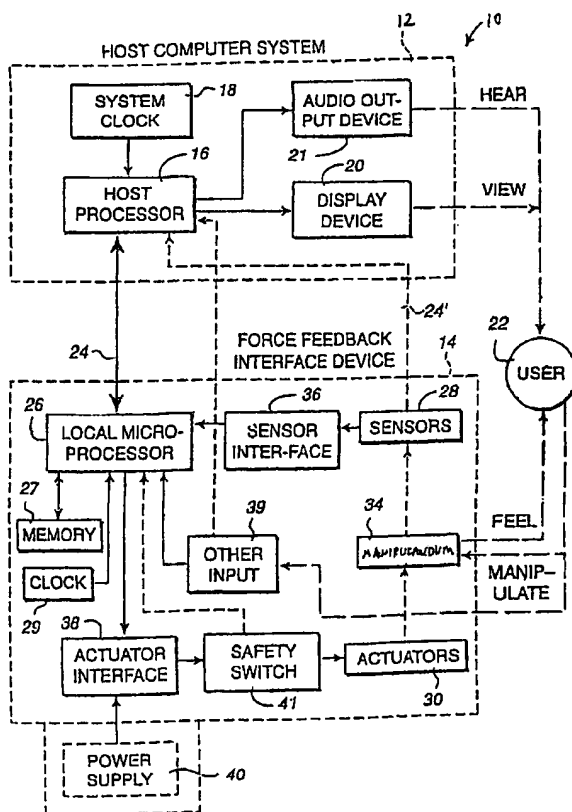 10
HOST COMPUTER SYSTEM
12
SYSTEM
CLOCK
18
AUDIO OUT-
PUT DEVICE
21
HEAR
16
HOST
PROCESSOR
20
DISPLAY
DEVICE
VIEW
24
24'
FORCE FEEDBACK
INTERFACE DEVICE
14
22
USER
26
LOCAL MICRO-
PROCESSOR
36
SENSOR
INTER-FACE
28
SENSORS
27
MEMORY
CLOCK
29
39
OTHER
INPUT
34
MANIPULANDUM
FEEL
MANIP-
ULATE
38
ACTUATOR
INTERFACE
SAFETY
SWITCH
41
ACTUATORS
30
POWER
SUPPLY
40